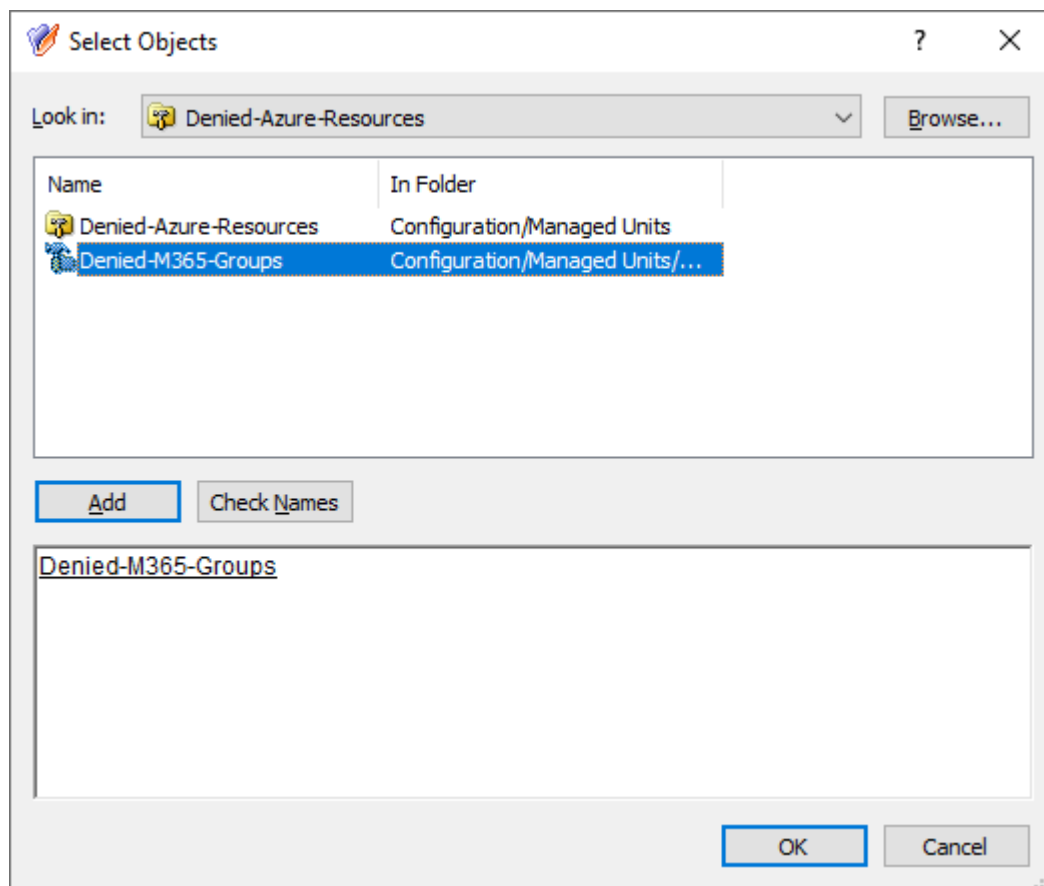 Select Objects ?
Look in: Denied-Azure-Resources Browse...
Name In Folder
Denied-Azure-Resources Configuration/Managed Units
Denied-M365-Groups Configuration/Managed Units/...
Add Check Names
Denied-M365-Groups
OK Cancel